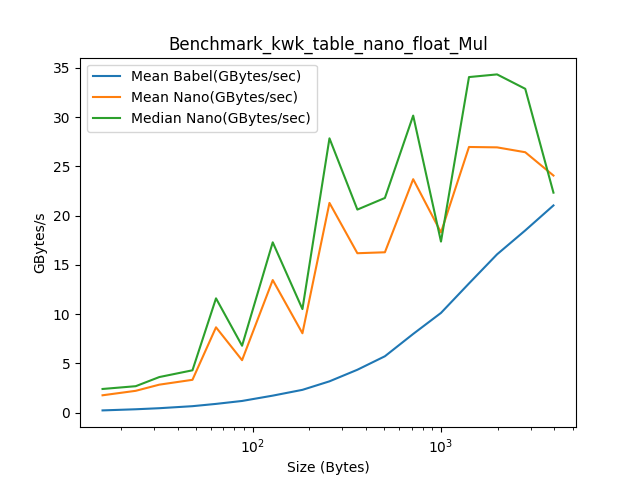 Benchmark_kwk_table_nano_float_Mul
Mean Babel(GBytes/sec)
Mean Nano(GBytes/sec)
Median Nano(GBytes/sec)
GBytes/s
35
30
25
20
15
10
5
0
10²
10³
Size (Bytes)